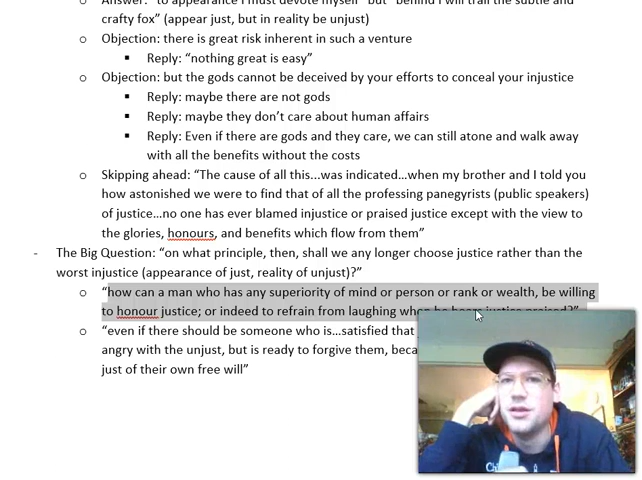 o Answer: "to appearance I must devote myself" but "behind I will trail the subtle and
crafty fox" (appear just, but in reality be unjust)
o Objection: there is great risk inherent in such a venture
▪ Reply: "nothing great is easy"
o Objection: but the gods cannot be deceived by your efforts to conceal your injustice
▪ Reply: maybe there are not gods
▪ Reply: maybe they don't care about human affairs
▪ Reply: Even if there are gods and they care, we can still atone and walk away
with all the benefits without the costs
o Skipping ahead: "The cause of all this...was indicated...when my brother and I told you
how astonished we were to find that of all the professing panegyrists (public speakers)
of justice...no one has ever blamed injustice or praised justice except with the view to
the glories, honours, and benefits which flow from them"
- The Big Question: "on what principle, then, shall we any longer choose justice rather than the
worst injustice (appearance of just, reality of unjust)?"
o "how can a man who has any superiority of mind or person or rank or wealth, be willing
to honour justice; or indeed to refrain from laughing when he hears justice praised?"
o "even if there should be someone who is...satisfied that
angry with the unjust, but is ready to forgive them,
just of their own free will"